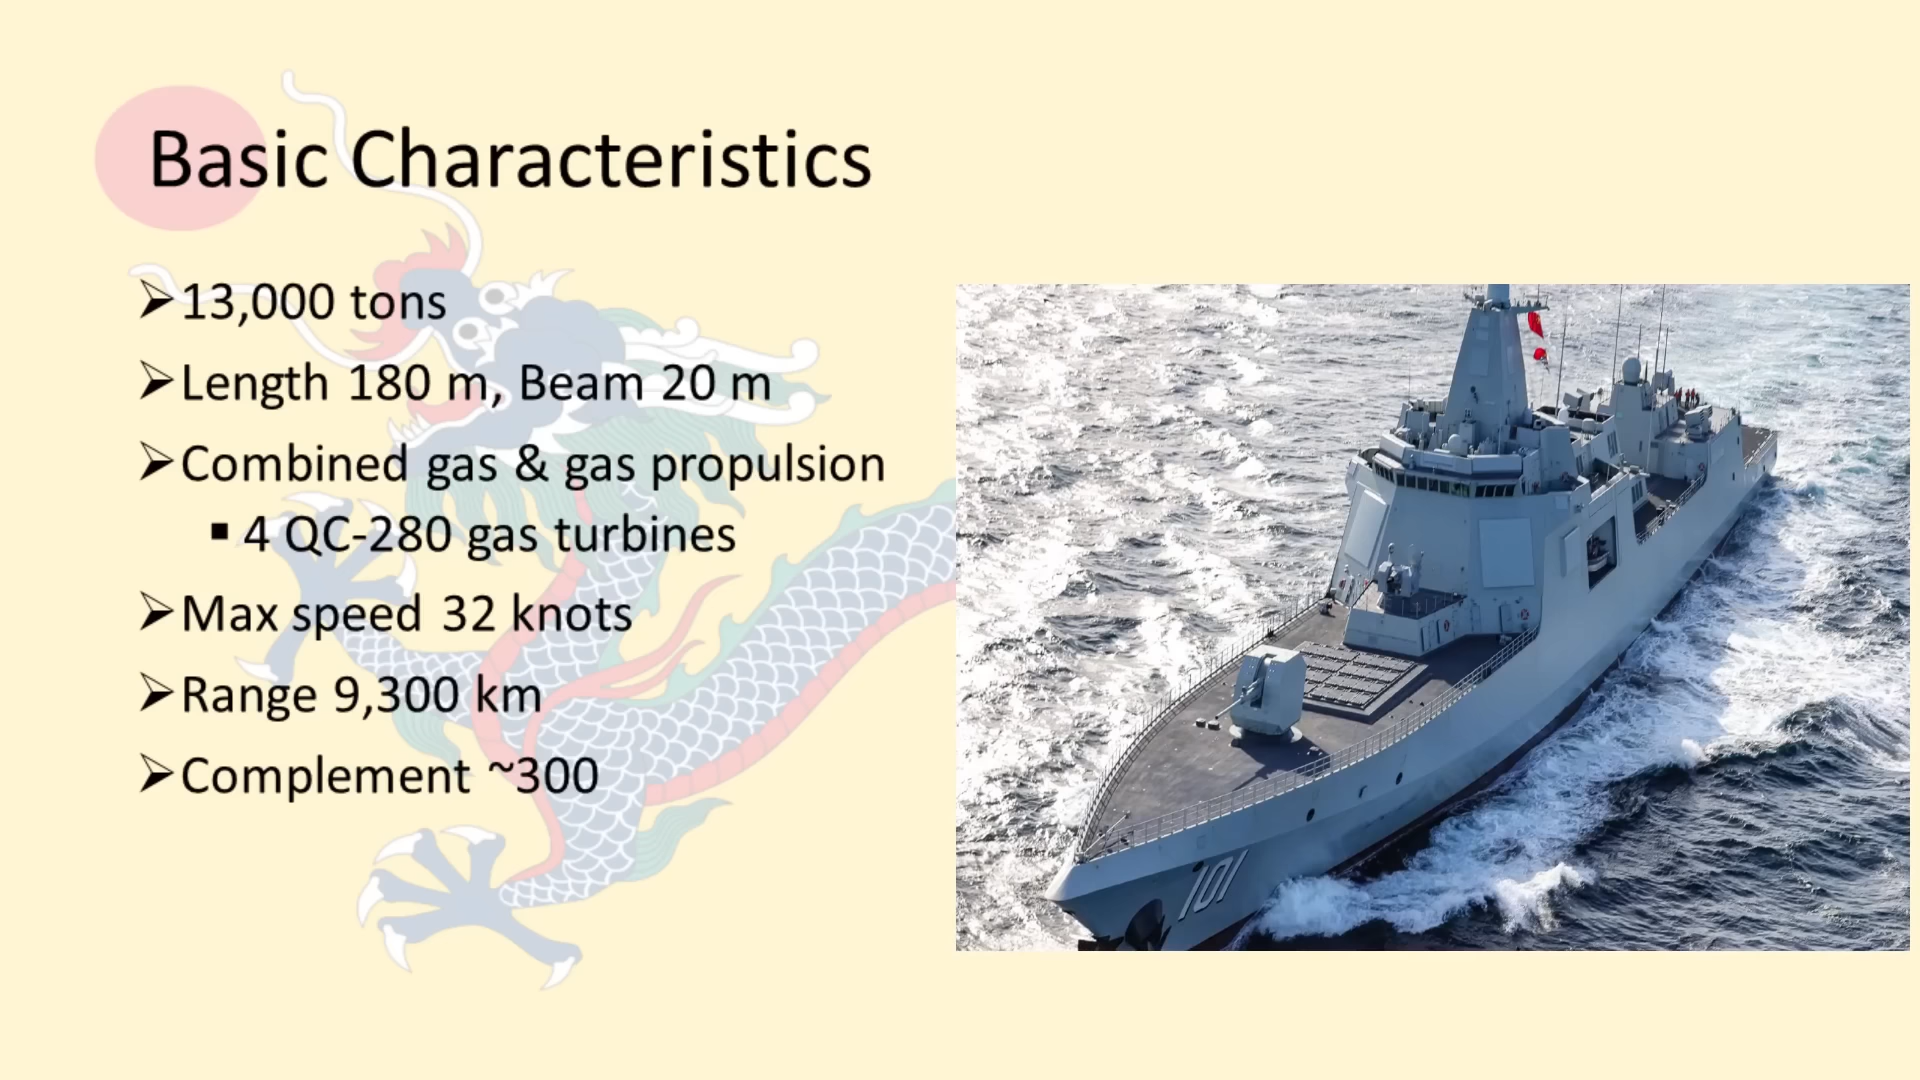 Basic Characteristics
➢13,000 tons
➢Length 180 m, Beam 20 m
➢Combined gas & gas propulsion
▪ 4 QC-280 gas turbines
➢Max speed 32 knots
➢Range 9,300 km
➢Complement ~300
101